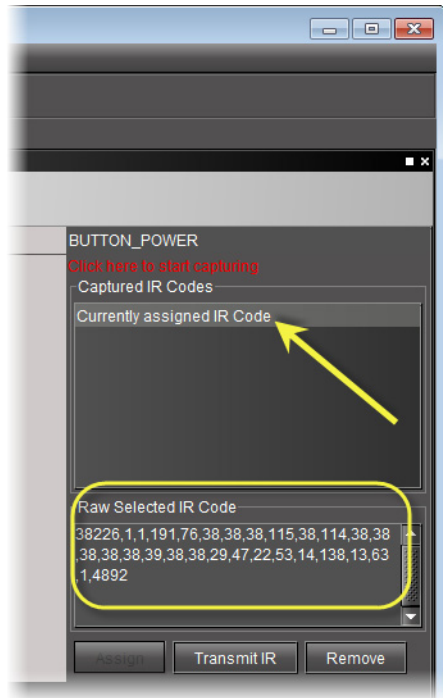 BUTTON_POWER
Click here to start capturing
Captured IR Codes
Currently assigned IR Code
Raw Selected IR Code
38226,1,1,191,76,38,38,38,115,38,114,38,38
,38,38,38,39,38,38,29,47,22,53,14,138,13,63
,1,4892
Assign Transmit IR Remove